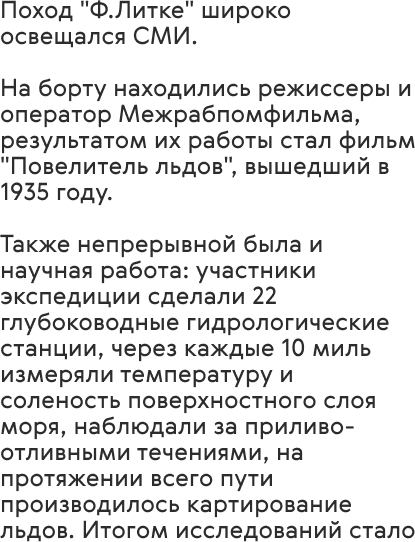 Поход "Ф.Литке" широко
освещался СМИ.
На борту находились режиссеры и
оператор Межрабпомфильма,
результатом их работы стал фильм
"Повелитель льдов", вышедший в
1935 году.
Также непрерывной была и
научная работа: участники
экспедиции сделали 22
глубоководные гидрологические
станции, через каждые 10 миль
измеряли температуру и
соленость поверхностного слоя
моря, наблюдали за приливо-
отливными течениями, на
протяжении всего пути
производилось картирование
льдов. Итогом исследований стало